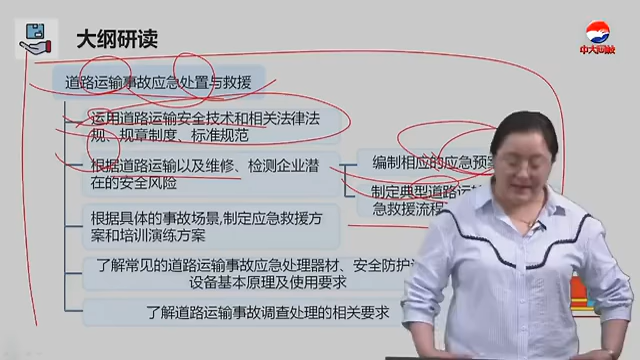 大纲研读
中大网校
道路运输事故应急处置与救援
运用道路运输安全技术和相关法律法
规、规章制度、标准规范
根据道路运输以及维修、检测企业潜
在的安全风险
编制相应的应急预
制定典型道路运
急救援流程
根据具体的事故场景,制定应急救援方
案和培训演练方案
了解常见的道路运输事故应急处理器材、安全防护
设备基本原理及使用要求
了解道路运输事故调查处理的相关要求